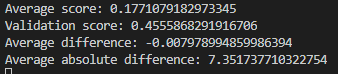 Average score: 0.1771079182973345
Validation score: 0.4555868291916706
Average difference: -0.007978994859986394
Average absolute difference: 7.351737710322754